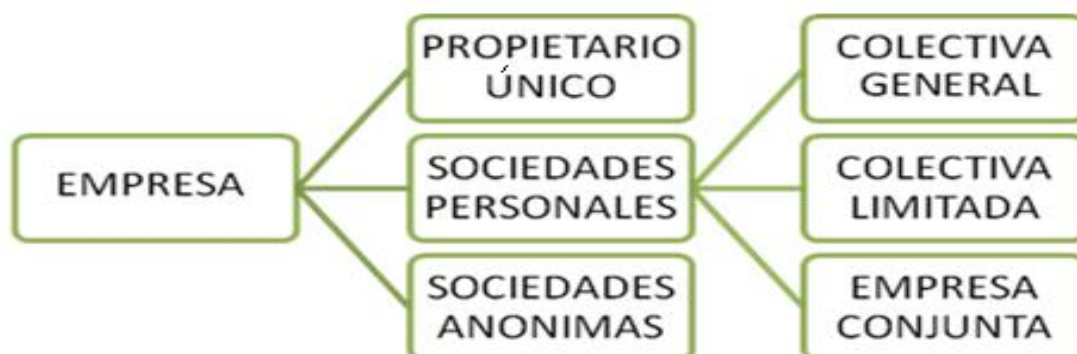 EMPRESA
PROPIETARIO
ÚNICO
SOCIEDADES
PERSONALES
SOCIEDADES
ANONIMAS
COLECTIVA
GENERAL
COLECTIVA
LIMITADA
EMPRESA
CONJUNTA